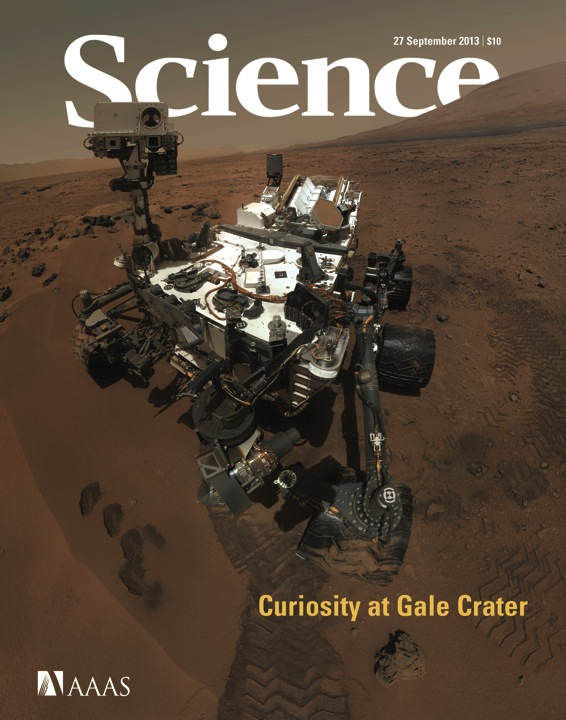 27 September 2013 | $10
Science
Curiosity at Gale Crater
AAAS